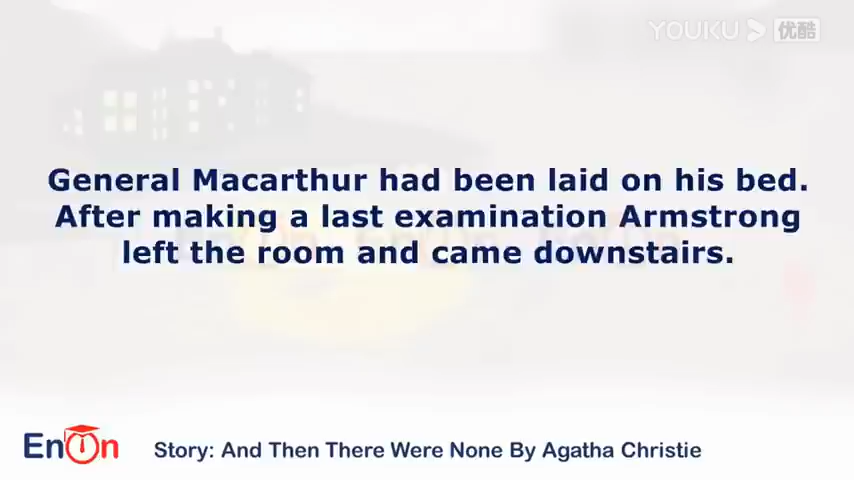 YOUKU 优酷
General Macarthur had been laid on his bed.
After making a last examination Armstrong
left the room and came downstairs.
EnOn
Story: And Then There Were None By Agatha Christie